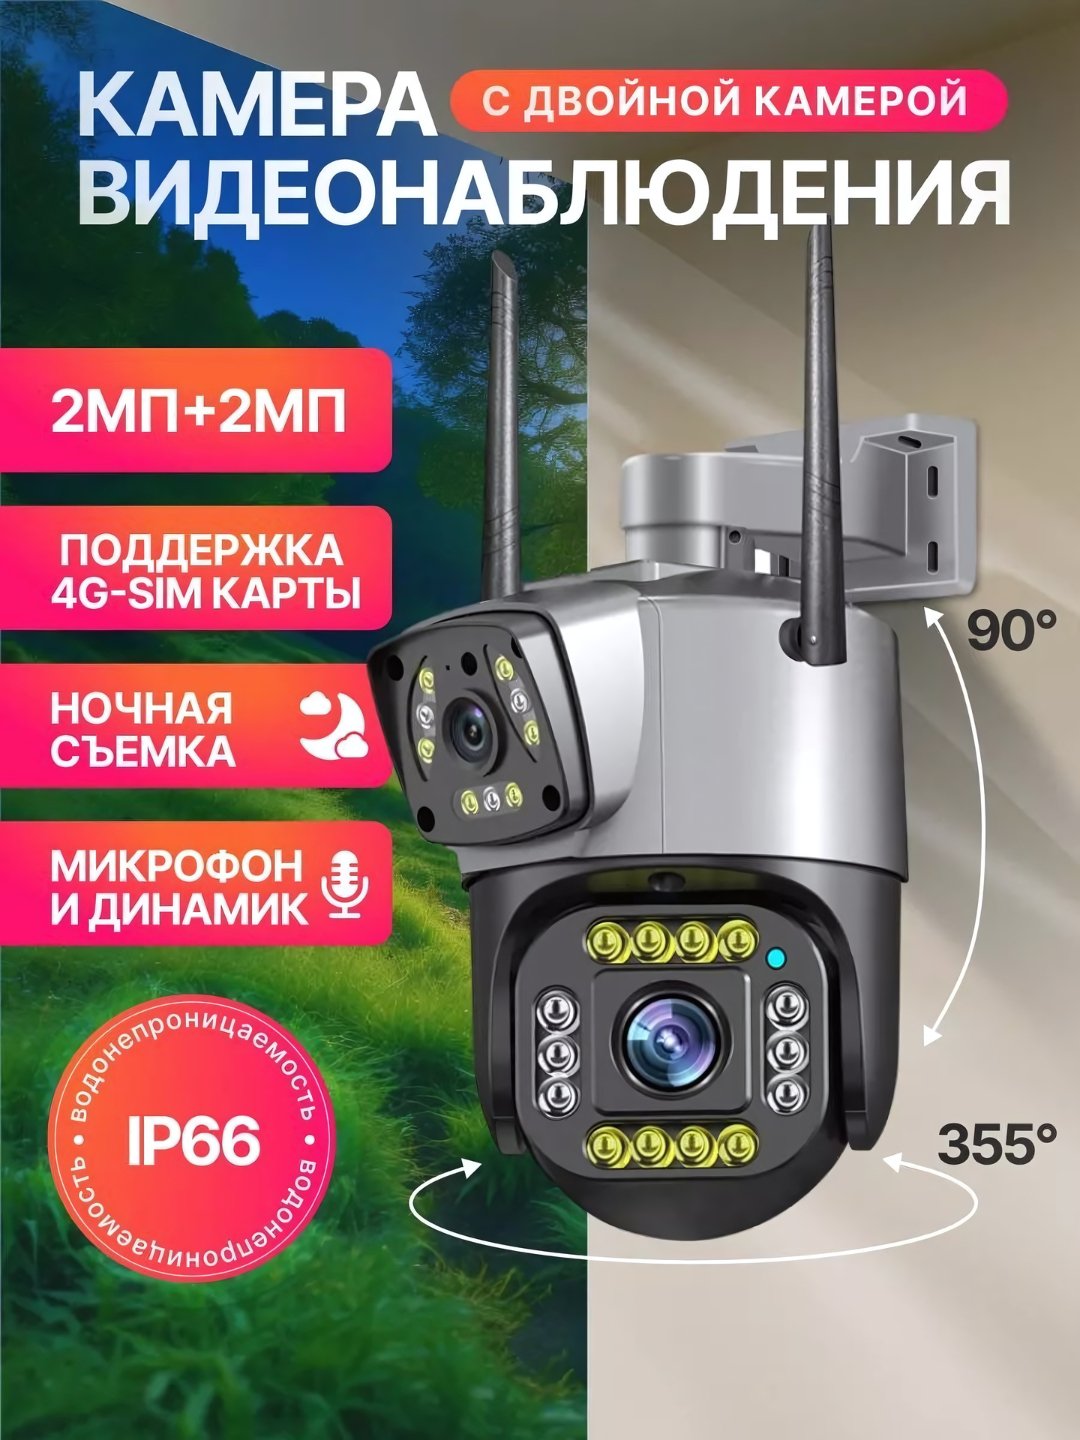 КАМЕРА
С ДВОЙНОЙ КАМЕРОЙ
ВИДЕОНАБЛЮДЕНИЯ
2МП+2МП
ПОДДЕРЖКА
4G-SIM КАРТЫ
НОЧНАЯ
СЪЕМКА
МИКРОФОН
И ДИНАМИК
90°
355°
• водонепроницаемость • водонепроницаемость
IP66